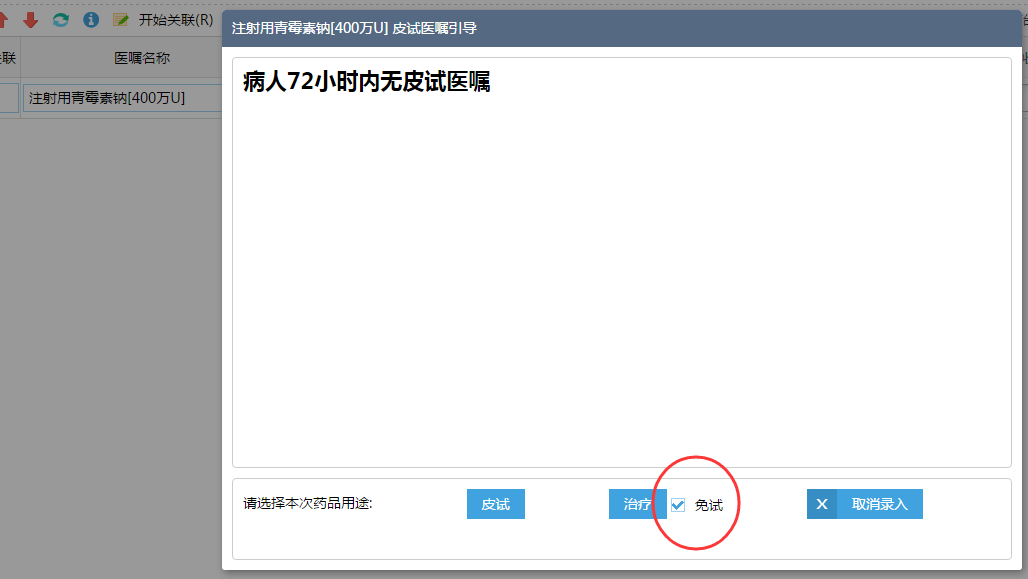 开始关联(R)
联
医嘱名称
注射用青霉素钠[400万U]
注射用青霉素钠[400万U] 皮试医嘱引导
病人72小时内无皮试医嘱
请选择本次药品用途:
皮试
治疗
免试
X 取消录入